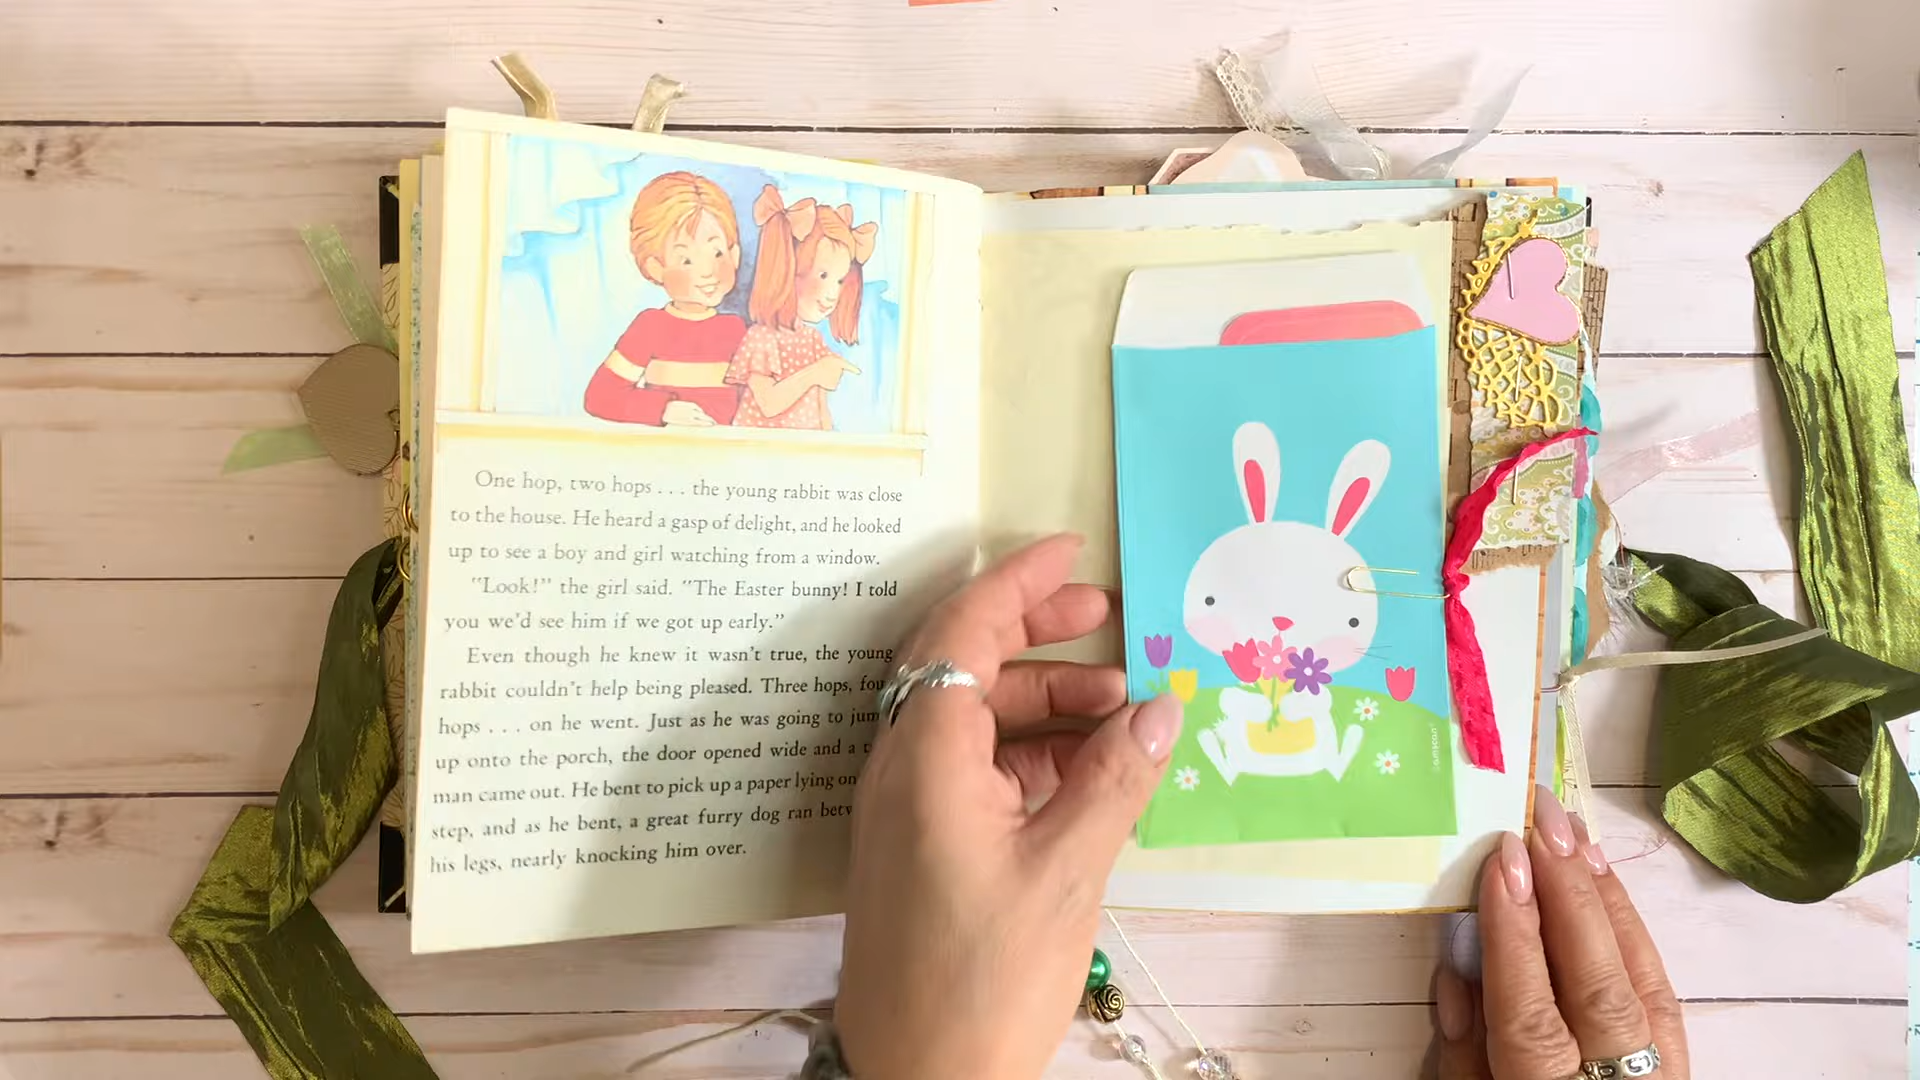 One hop, two hops . . . the young rabbit was close
to the house. He heard a gasp of delight, and he looked
up to see a boy and girl watching from a window.
"Look!" the girl said. "The Easter bunny! I told
you we'd see him if we got up early."
Even though he knew it wasn't true, the young
rabbit couldn't help being pleased. Three hops, fou
hops . . . on he went. Just as he was going to jum
up onto the porch, the door opened wide and a
man came out. He bent to pick up a paper lying on
step, and as he bent, a great furry dog ran betw
his legs, nearly knocking him over.
©amscan